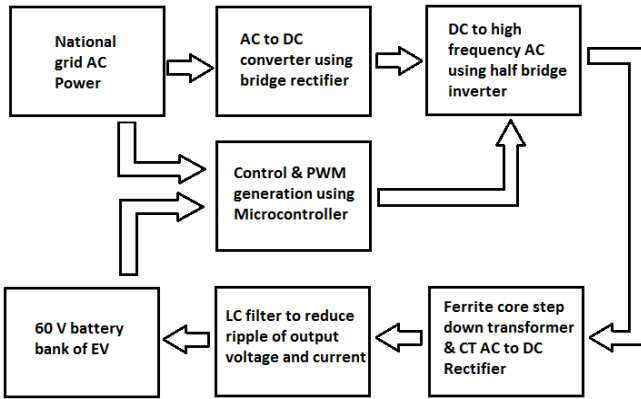 National
grid AC
Power
AC to DC
converter using
bridge rectifier
DC to high
frequency AC
using half bridge
inverter
Control & PWM
generation using
Microcontroller
60 V battery
bank of EV
LC filter to reduce
ripple of output
voltage and current
Ferrite core step
down transformer
& CT AC to DC
Rectifier